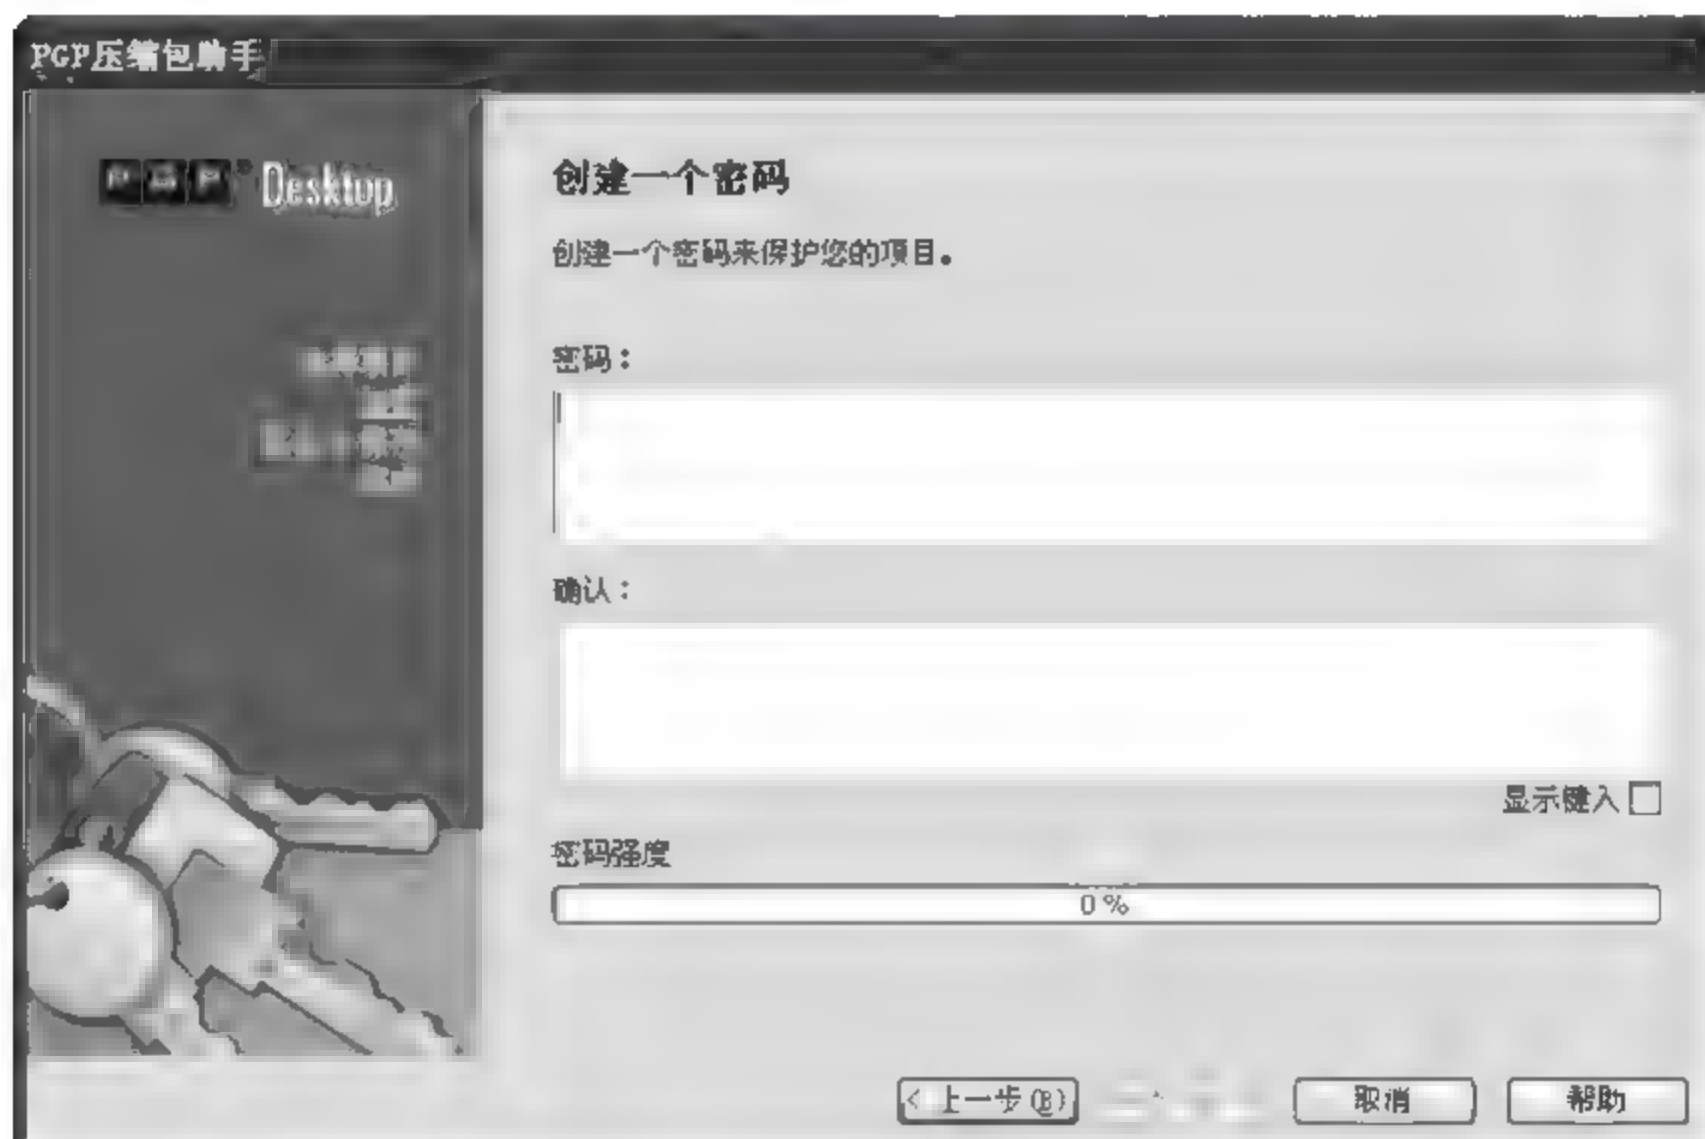 PGP压缩包助手
PGP Desktop
创建一个密码
创建一个密码来保护您的项目。
密码：
确认：
显示键入
密码强度
0 %
< 上一步(B) 取消 帮助